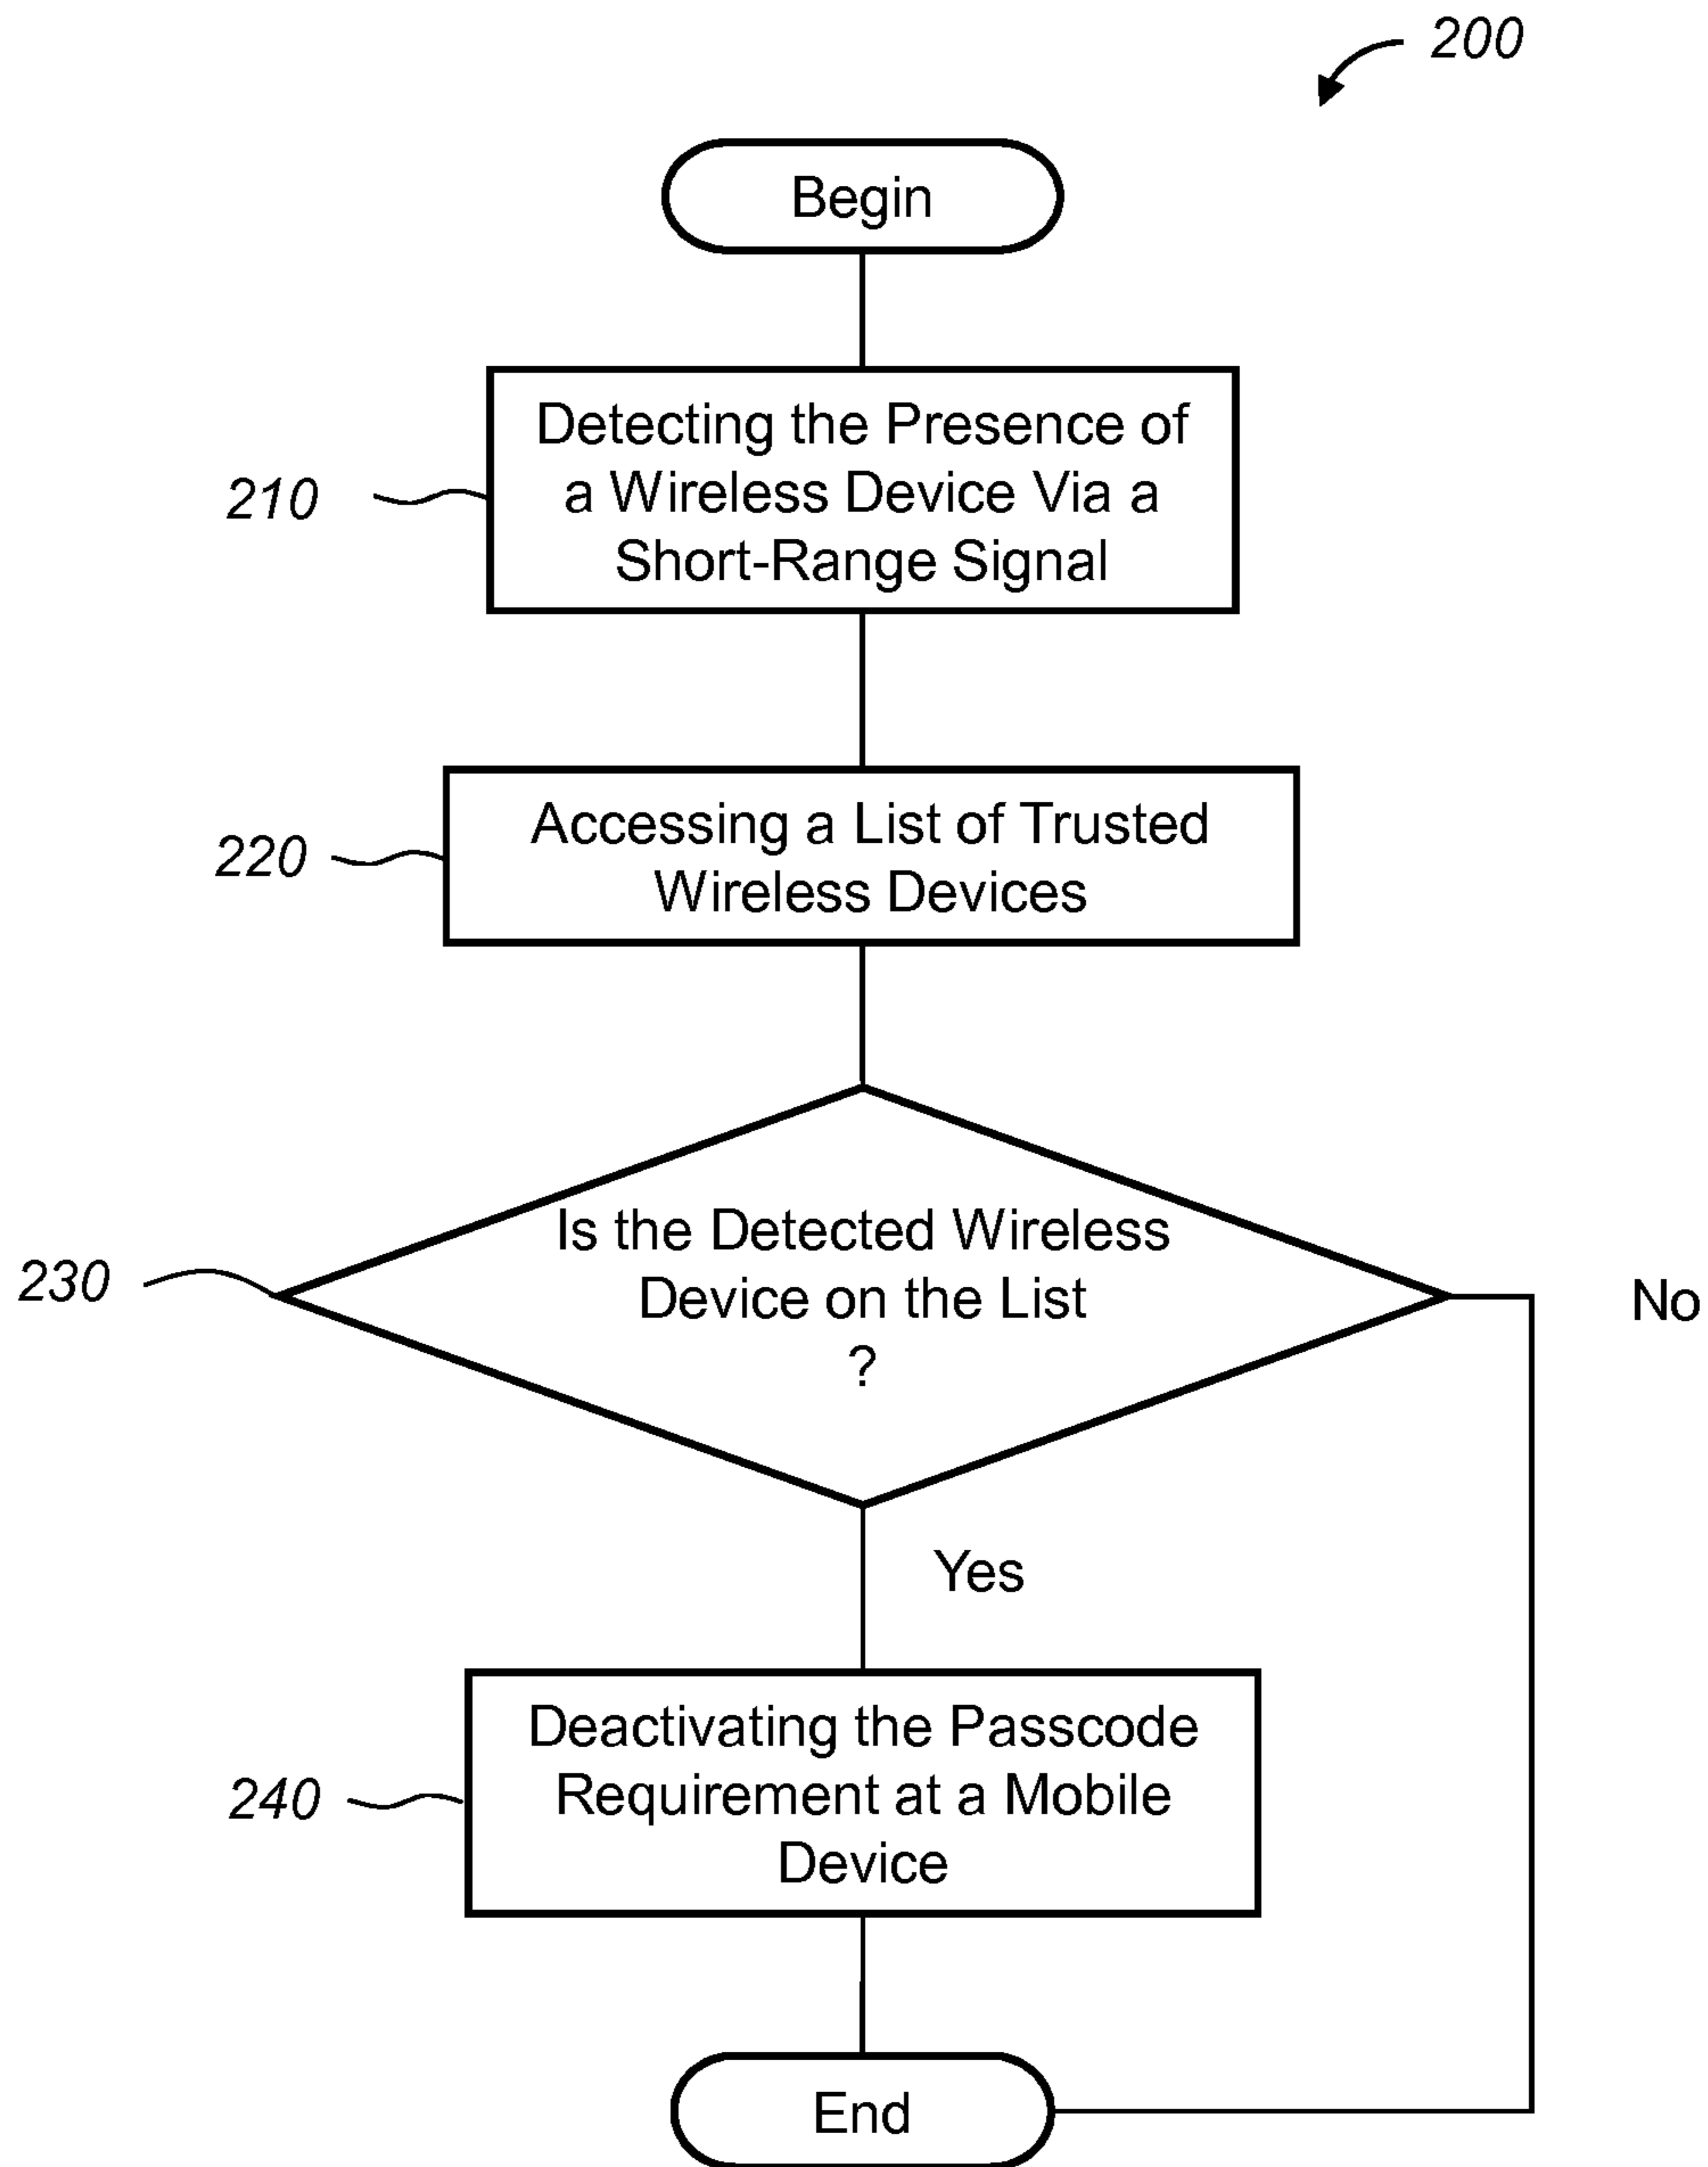 200
Begin
210
Detecting the Presence of
a Wireless Device Via a
Short-Range Signal
220
Accessing a List of Trusted
Wireless Devices
230
Is the Detected Wireless
Device on the List
?
No
Yes
240
Deactivating the Passcode
Requirement at a Mobile
Device
End